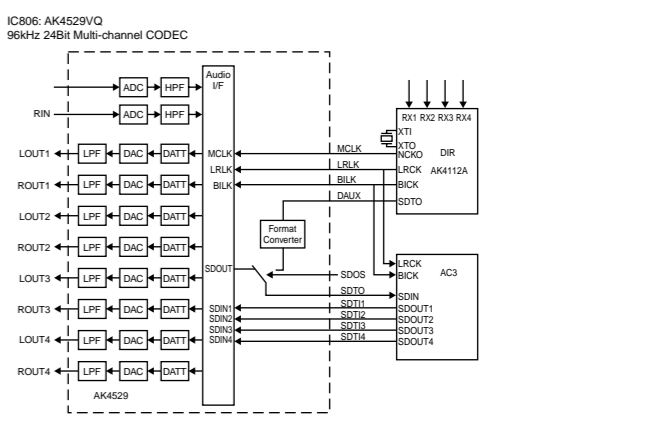 IC806: AK4529VQ
96kHz 24Bit Multi-channel CODEC
Audio
I/F
ADC HPF
RIN ADC HPF
RX1 RX2 RX3 RX4
XTI
XTO
NCKO
DIR
AK4112A
LRCK
BICK
SDTO
MCLK
LRLK
BILK
DAUX
LOUT1 LPF DAC DATT MCLK
LRLK
ROUT1 LPF DAC DATT BILK
LOUT2 LPF DAC DATT
Format
Converter
ROUT2 LPF DAC DATT
SDOUT
LOUT3 LPF DAC DATT
SDOS
SDTO
ROUT3 LPF DAC DATT SDIN1
SDIN2
SDIN3
SDIN4
SDTI1
SDTI2
SDTI3
SDTI4
LRCK
BICK
AC3
SDIN
SDOUT1
SDOUT2
SDOUT3
SDOUT4
LOUT4 LPF DAC DATT
ROUT4 LPF DAC DATT
AK4529